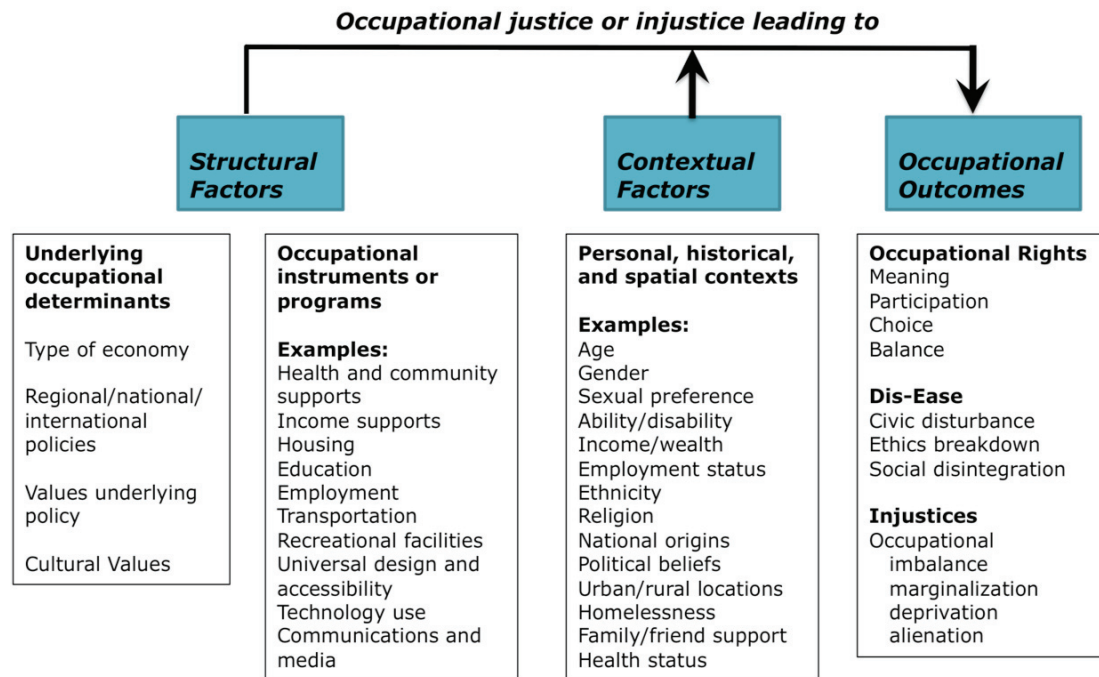 Occupational justice or injustice leading to
Structural
Factors
Contextual
Factors
Occupational
Outcomes
Underlying
occupational
determinants
Type of economy
Regional/national/
international
policies
Values underlying
policy
Cultural Values
Occupational
instruments or
programs
Examples:
Health and community
supports
Income supports
Housing
Education
Employment
Transportation
Recreational facilities
Universal design and
accessibility
Technology use
Communications and
media
Personal, historical,
and spatial contexts
Examples:
Age
Gender
Sexual preference
Ability/disability
Income/wealth
Employment status
Ethnicity
Religion
National origins
Political beliefs
Urban/rural locations
Homelessness
Family/friend support
Health status
Occupational Rights
Meaning
Participation
Choice
Balance
Dis-Ease
Civic disturbance
Ethics breakdown
Social disintegration
Injustices
Occupational
imbalance
marginalization
deprivation
alienation